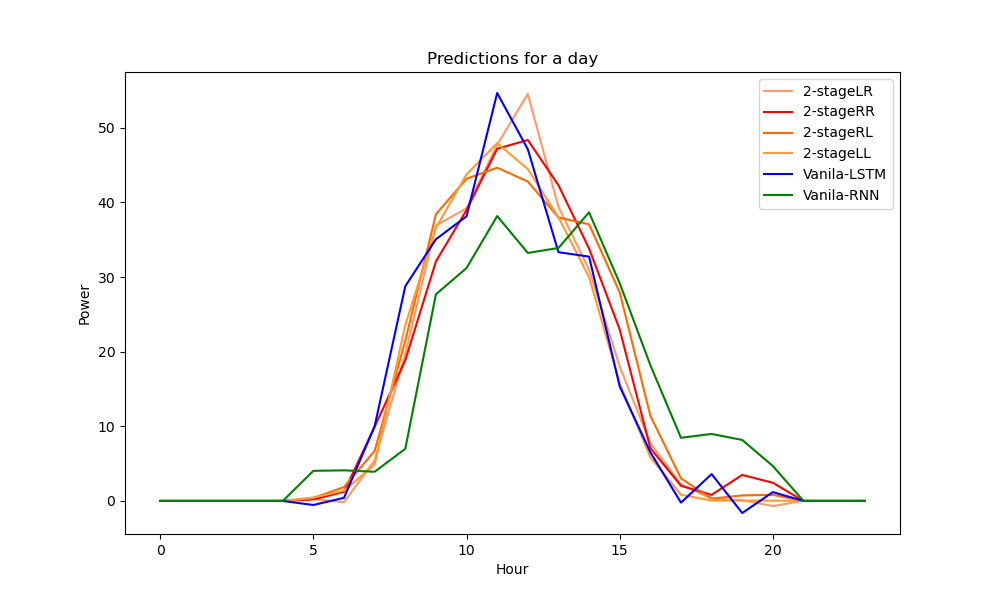 Predictions for a day
2-stageLR
2-stageRR
2-stageRL
2-stageLL
Vanila-LSTM
Vanila-RNN
Power
50
40
30
20
10
0
0 5 10 15 20
Hour